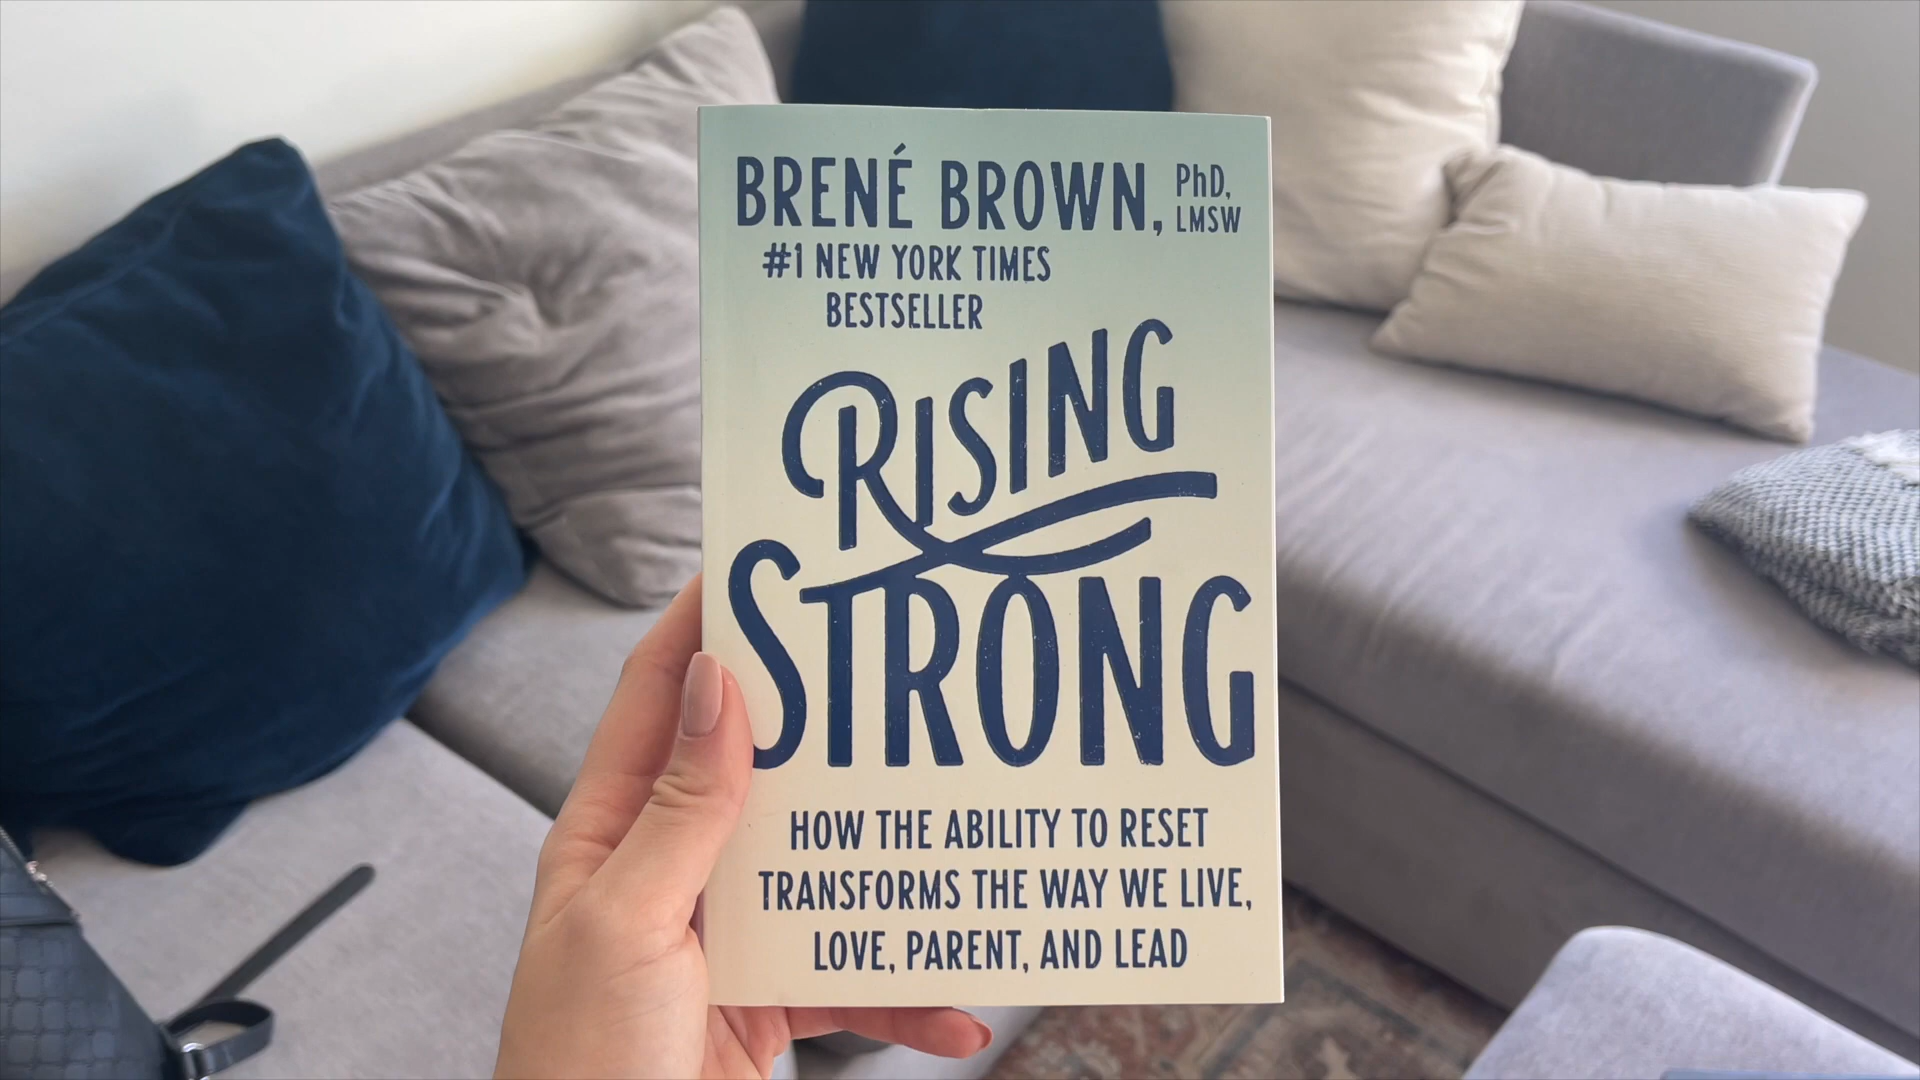 BRENÉ BROWN, PhD, LMSW
#1 NEW YORK TIMES
BESTSELLER
RISING
STRONG
HOW THE ABILITY TO RESET
TRANSFORMS THE WAY WE LIVE,
LOVE, PARENT, AND LEAD